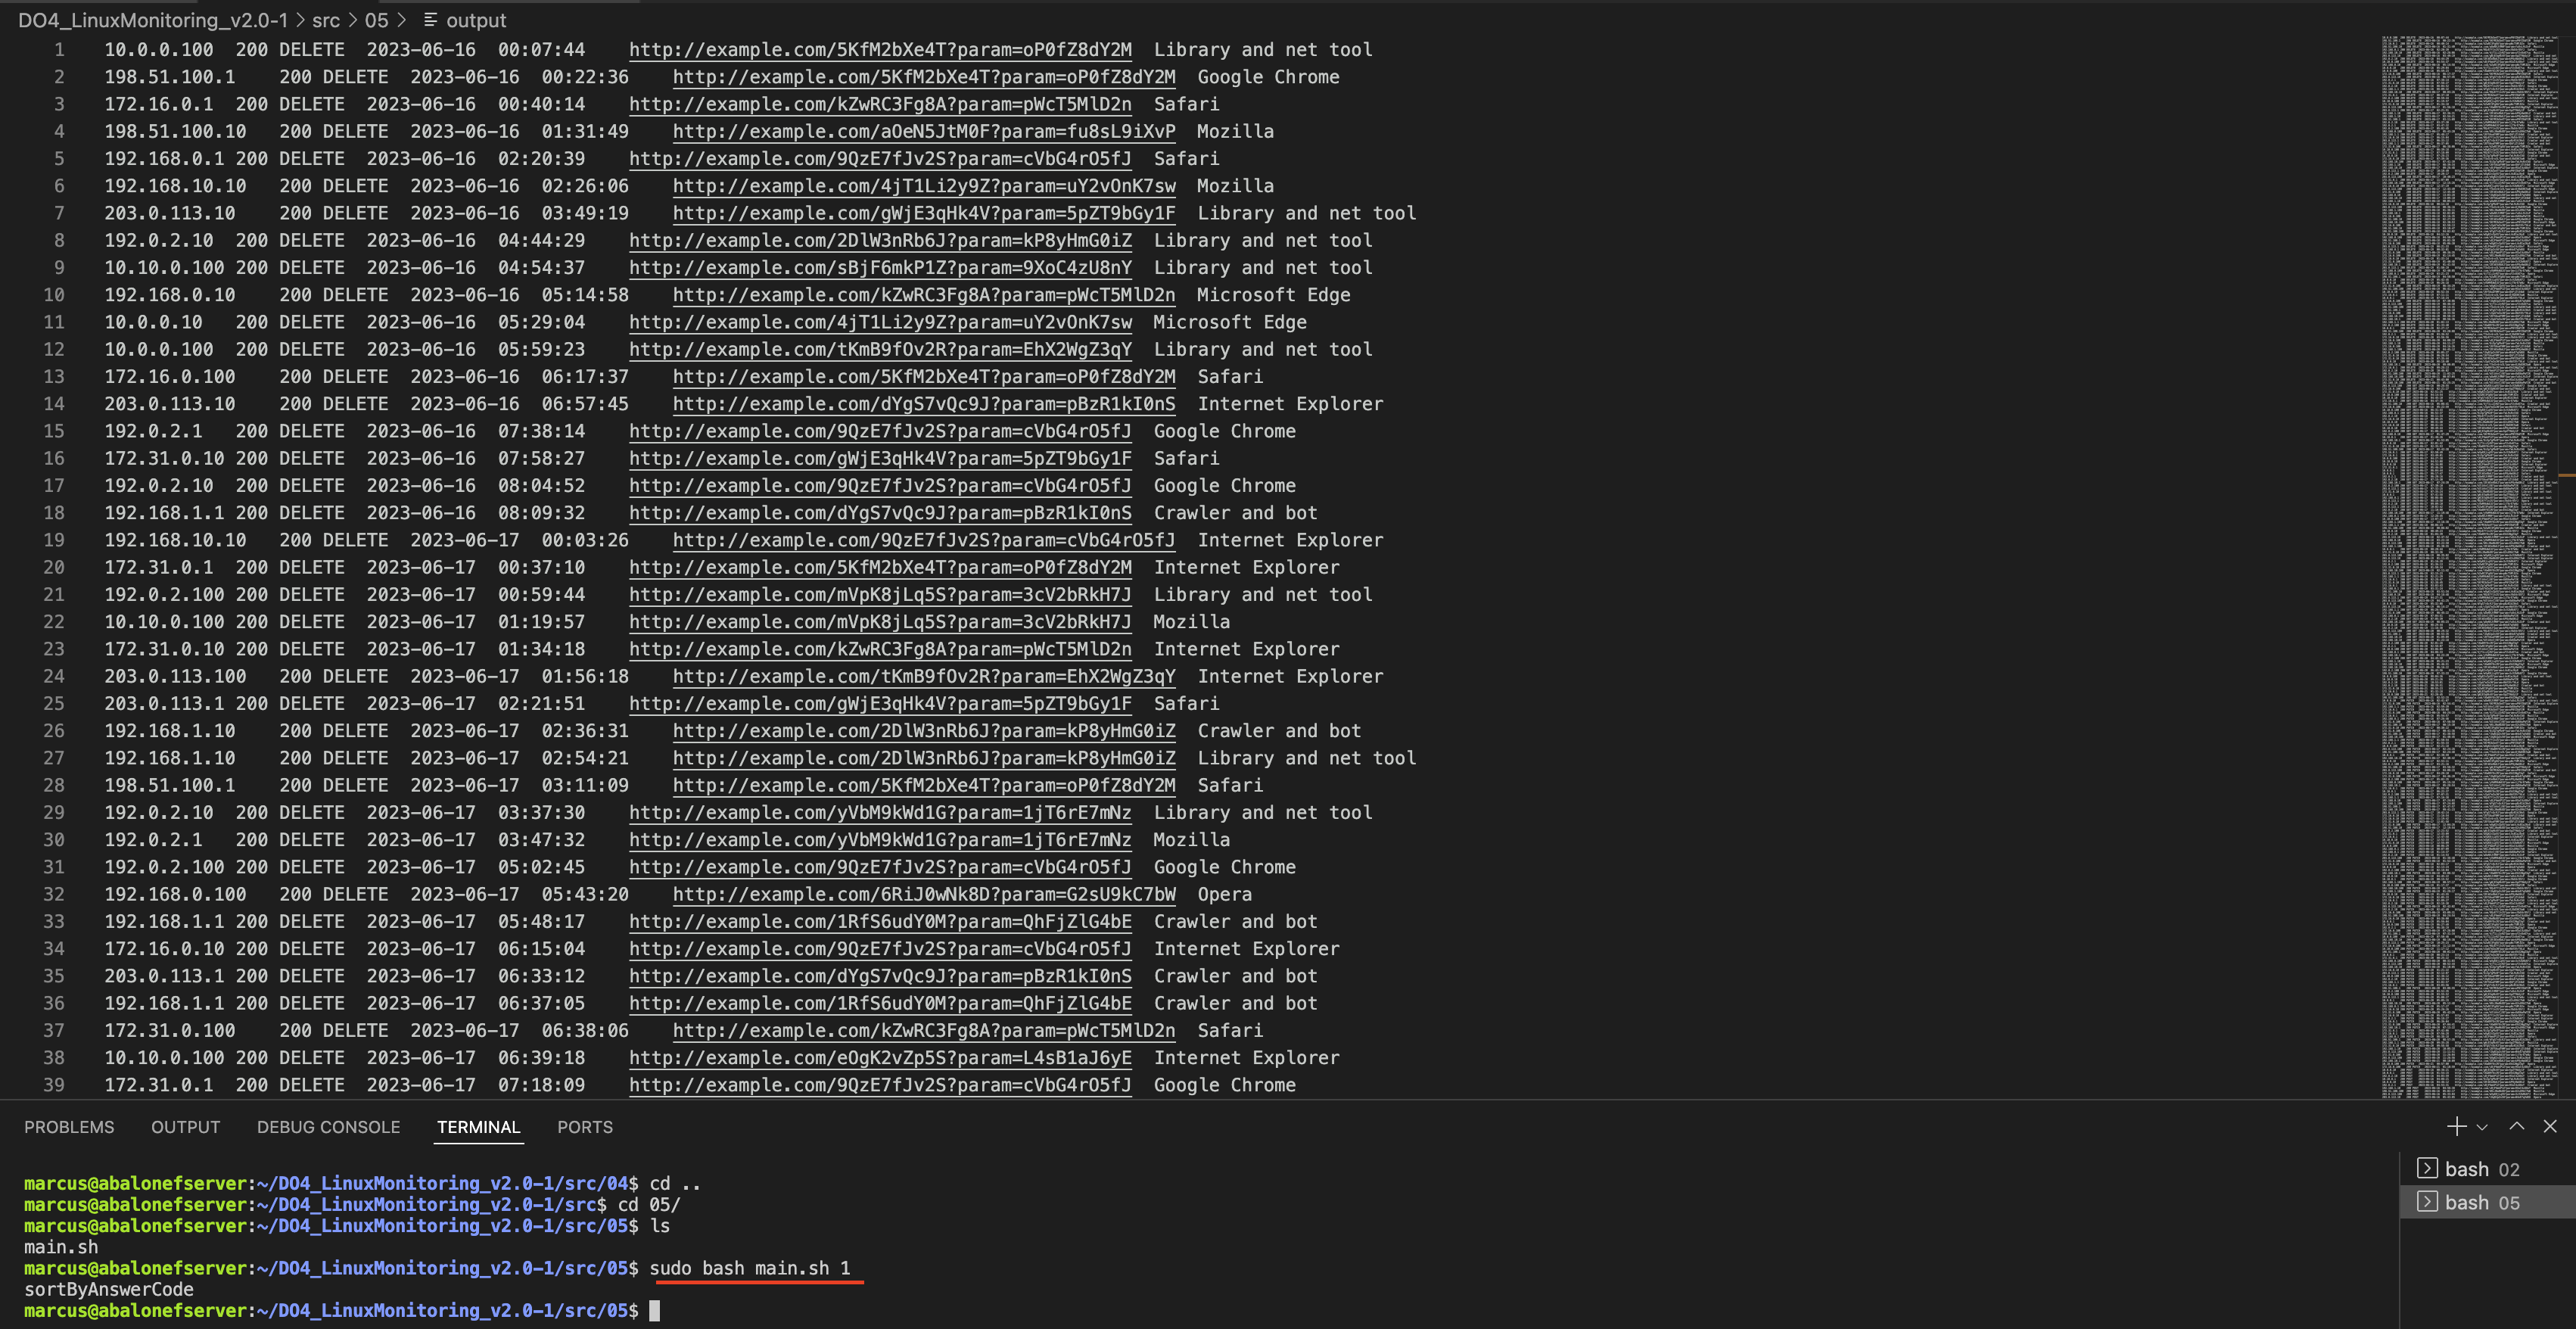 DO4_LinuxMonitoring_v2.0-1 > src > 05 > output
1 10.0.0.100 200 DELETE 2023-06-16 00:07:44 http://example.com/5KfM2bXe4T?param=oP0fZ8dY2M Library and net tool
2 198.51.100.1 200 DELETE 2023-06-16 00:22:36 http://example.com/5KfM2bXe4T?param=oP0fZ8dY2M Google Chrome
3 172.16.0.1 200 DELETE 2023-06-16 00:40:14 http://example.com/kZwRC3Fg8A?param=pWcT5MlD2n Safari
4 198.51.100.10 200 DELETE 2023-06-16 01:31:49 http://example.com/aOeN5JtM0F?param=fu8sL9iXvP Mozilla
5 192.168.0.1 200 DELETE 2023-06-16 02:20:39 http://example.com/9QzE7fJv2S?param=cVbG4rO5fJ Safari
6 192.168.10.10 200 DELETE 2023-06-16 02:26:06 http://example.com/4jT1Li2y9Z?param=uY2vOnK7sw Mozilla
7 203.0.113.10 200 DELETE 2023-06-16 03:49:19 http://example.com/gWjE3qHk4V?param=5pZT9bGy1F Library and net tool
8 192.0.2.10 200 DELETE 2023-06-16 04:44:29 http://example.com/2DlW3nRb6J?param=kP8yHmG0iZ Library and net tool
9 10.10.0.100 200 DELETE 2023-06-16 04:54:37 http://example.com/sBjF6mkP1Z?param=9XoC4zU8nY Library and net tool
10 192.168.0.10 200 DELETE 2023-06-16 05:14:58 http://example.com/kZwRC3Fg8A?param=pWcT5MlD2n Microsoft Edge
11 10.0.0.10 200 DELETE 2023-06-16 05:29:04 http://example.com/4jT1Li2y9Z?param=uY2vOnK7sw Microsoft Edge
12 10.0.0.100 200 DELETE 2023-06-16 05:59:23 http://example.com/tKmB9fOv2R?param=EhX2WgZ3qY Library and net tool
13 172.16.0.100 200 DELETE 2023-06-16 06:17:37 http://example.com/5KfM2bXe4T?param=oP0fZ8dY2M Safari
14 203.0.113.10 200 DELETE 2023-06-16 06:57:45 http://example.com/dYgS7vQc9J?param=pBzR1kI0nS Internet Explorer
15 192.0.2.1 200 DELETE 2023-06-16 07:38:14 http://example.com/9QzE7fJv2S?param=cVbG4rO5fJ Google Chrome
16 172.31.0.10 200 DELETE 2023-06-16 07:58:27 http://example.com/gWjE3qHk4V?param=5pZT9bGy1F Safari
17 192.0.2.10 200 DELETE 2023-06-16 08:04:52 http://example.com/9QzE7fJv2S?param=cVbG4rO5fJ Google Chrome
18 192.168.1.1 200 DELETE 2023-06-16 08:09:32 http://example.com/dYgS7vQc9J?param=pBzR1kI0nS Crawler and bot
19 192.168.10.10 200 DELETE 2023-06-17 00:03:26 http://example.com/9QzE7fJv2S?param=cVbG4rO5fJ Internet Explorer
20 172.31.0.1 200 DELETE 2023-06-17 00:37:10 http://example.com/5KfM2bXe4T?param=oP0fZ8dY2M Internet Explorer
21 192.0.2.100 200 DELETE 2023-06-17 00:59:44 http://example.com/mVpK8jLq5S?param=3cV2bRkH7J Library and net tool
22 10.10.0.100 200 DELETE 2023-06-17 01:19:57 http://example.com/mVpK8jLq5S?param=3cV2bRkH7J Mozilla
23 172.31.0.10 200 DELETE 2023-06-17 01:34:18 http://example.com/kZwRC3Fg8A?param=pWcT5MlD2n Internet Explorer
24 203.0.113.100 200 DELETE 2023-06-17 01:56:18 http://example.com/tKmB9fOv2R?param=EhX2WgZ3qY Internet Explorer
25 203.0.113.1 200 DELETE 2023-06-17 02:21:51 http://example.com/gWjE3qHk4V?param=5pZT9bGy1F Safari
26 192.168.1.10 200 DELETE 2023-06-17 02:36:31 http://example.com/2DlW3nRb6J?param=kP8yHmG0iZ Crawler and bot
27 192.168.1.10 200 DELETE 2023-06-17 02:54:21 http://example.com/2DlW3nRb6J?param=kP8yHmG0iZ Library and net tool
28 198.51.100.1 200 DELETE 2023-06-17 03:11:09 http://example.com/5KfM2bXe4T?param=oP0fZ8dY2M Safari
29 192.0.2.10 200 DELETE 2023-06-17 03:37:30 http://example.com/yVbM9kWd1G?param=1jT6rE7mNz Library and net tool
30 192.0.2.1 200 DELETE 2023-06-17 03:47:32 http://example.com/yVbM9kWd1G?param=1jT6rE7mNz Mozilla
31 192.0.2.100 200 DELETE 2023-06-17 05:02:45 http://example.com/9QzE7fJv2S?param=cVbG4rO5fJ Google Chrome
32 192.168.0.100 200 DELETE 2023-06-17 05:43:20 http://example.com/6RiJ0wNk8D?param=G2sU9kC7bW Opera
33 192.168.1.1 200 DELETE 2023-06-17 05:48:17 http://example.com/1RfS6udY0M?param=QhFjZlG4bE Crawler and bot
34 172.16.0.10 200 DELETE 2023-06-17 06:15:04 http://example.com/9QzE7fJv2S?param=cVbG4rO5fJ Internet Explorer
35 203.0.113.1 200 DELETE 2023-06-17 06:33:12 http://example.com/dYgS7vQc9J?param=pBzR1kI0nS Crawler and bot
36 192.168.1.1 200 DELETE 2023-06-17 06:37:05 http://example.com/1RfS6udY0M?param=QhFjZlG4bE Crawler and bot
37 172.31.0.100 200 DELETE 2023-06-17 06:38:06 http://example.com/kZwRC3Fg8A?param=pWcT5MlD2n Safari
38 10.10.0.100 200 DELETE 2023-06-17 06:39:18 http://example.com/eOgK2vZp5S?param=L4sB1aJ6yE Internet Explorer
39 172.31.0.1 200 DELETE 2023-06-17 07:18:09 http://example.com/9QzE7fJv2S?param=cVbG4rO5fJ Google Chrome
PROBLEMS OUTPUT DEBUG CONSOLE TERMINAL PORTS
marcus@abalonefserver:~/DO4_LinuxMonitoring_v2.0-1/src/04$ cd ..
marcus@abalonefserver:~/DO4_LinuxMonitoring_v2.0-1/src$ cd 05/
marcus@abalonefserver:~/DO4_LinuxMonitoring_v2.0-1/src/05$ ls
main.sh
marcus@abalonefserver:~/DO4_LinuxMonitoring_v2.0-1/src/05$ sudo bash main.sh 1
sortByAnswerCode
marcus@abalonefserver:~/DO4_LinuxMonitoring_v2.0-1/src/05$
bash 02
bash 05